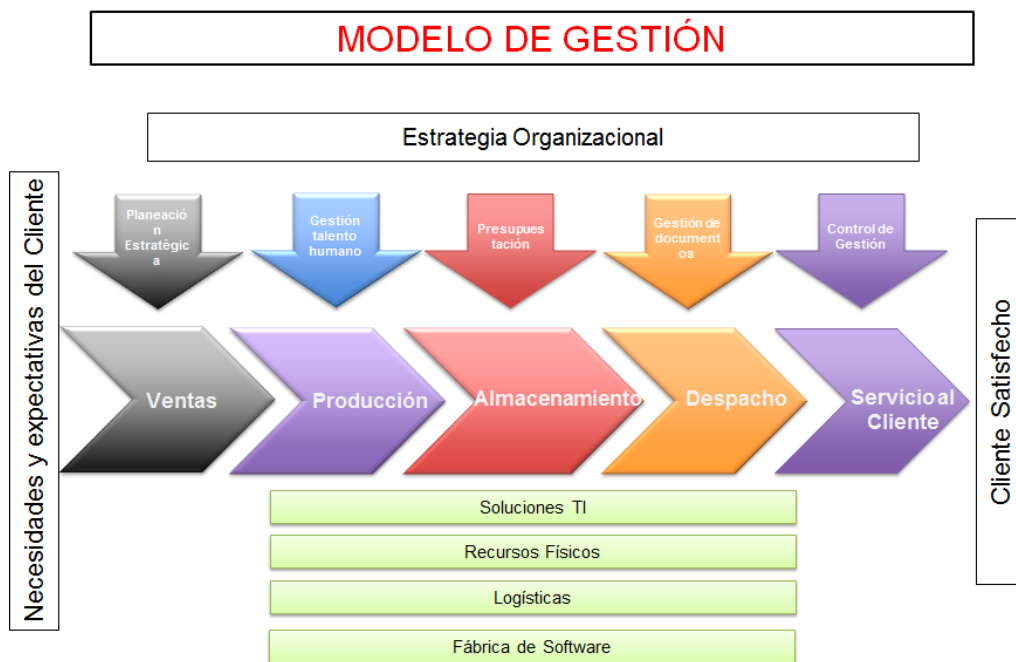 MODELO DE GESTIÓN
Estrategia Organizacional
Necesidades y expectativas del Cliente
Planeació
n
Estratégic
a
Gestión
talento
humano
Presupues
tación
Gestión de
document
os
Control de
Gestión
Ventas
Producción
Almacenamiento
Despacho
Servicio al
Cliente
Cliente Satisfecho
Soluciones TI
Recursos Físicos
Logísticas
Fábrica de Software